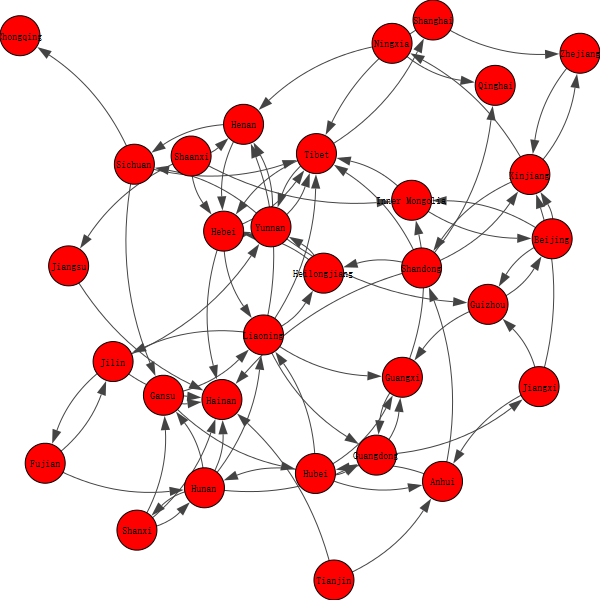 Shanghai
Chongqing
Ningxia
Zhejiang
Qinghai
Henan
Shaanxi
Tibet
Sichuan
Xinjiang
Inner Mongolia
Hebei
Yunnan
Beijing
Jiangsu
Heilongjiang
Shandong
Guizhou
Liaoning
Jilin
Guangxi
Jiangxi
Gansu
Hainan
Fujian
Guangdong
Hubei
Anhui
Hunan
Shanxi
Tianjin